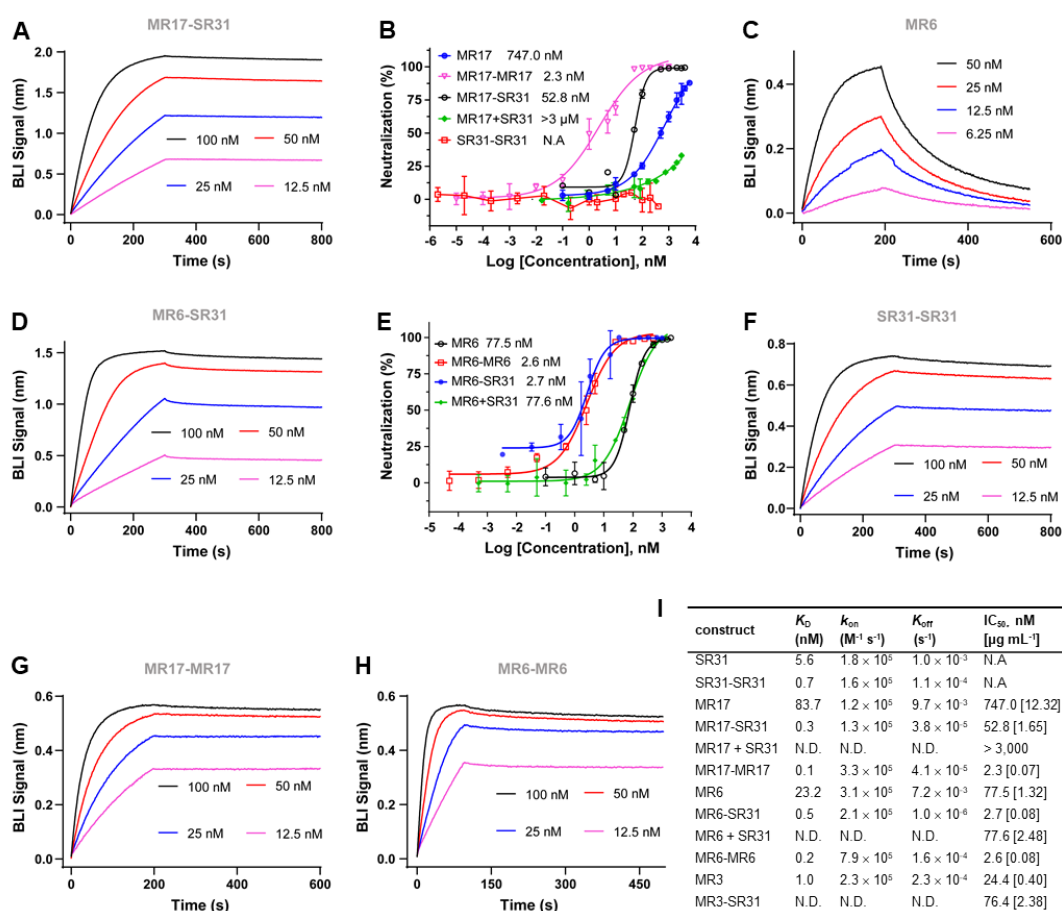 A
MR17-SR31
BLI Signal (nm)
2.0
1.5
1.0
0.5
0.0
100 nM
50 nM
25 nM
12.5 nM
0 200 400 600 800
Time (s)
B
Neutralization (%)
100
75
50
25
0
MR17 747.0 nM
MR17-MR17 2.3 nM
MR17-SR31 52.8 nM
MR17+SR31 >3 µM
SR31-SR31 N.A
-6 -5 -4 -3 -2 -1 0 1 2 3 4
Log [Concentration], nM
C
MR6
BLI Signal (nm)
0.4
0.2
0.0
50 nM
25 nM
12.5 nM
6.25 nM
0 200 400 600
Time (s)
D
MR6-SR31
BLI Signal (nm)
1.5
1.0
0.5
0.0
100 nM
50 nM
25 nM
12.5 nM
0 200 400 600 800
Time (s)
E
Neutralization (%)
100
75
50
25
0
MR6 77.5 nM
MR6-MR6 2.6 nM
MR6-SR31 2.7 nM
MR6+SR31 77.6 nM
-5 -4 -3 -2 -1 0 1 2 3 4
Log [Concentration], nM
F
SR31-SR31
BLI Signal (nm)
0.8
0.6
0.4
0.2
0.0
100 nM
50 nM
25 nM
12.5 nM
0 200 400 600 800
Time (s)
G
MR17-MR17
BLI Signal (nm)
0.6
0.4
0.2
0.0
100 nM
50 nM
25 nM
12.5 nM
0 200 400 600
Time (s)
H
MR6-MR6
BLI Signal (nm)
0.6
0.4
0.2
0.0
100 nM
50 nM
25 nM
12.5 nM
0 150 300 450
Time (s)
I
construct KD (nM) kon (M⁻¹ s⁻¹) Koff (s⁻¹) IC50, nM [µg mL⁻¹]
SR31 5.6 1.8 × 10⁵ 1.0 × 10⁻³ N.A
SR31-SR31 0.7 1.6 × 10⁵ 1.1 × 10⁻⁴ N.A
MR17 83.7 1.2 × 10⁵ 9.7 × 10⁻³ 747.0 [12.32]
MR17-SR31 0.3 1.3 × 10⁵ 3.8 × 10⁻⁵ 52.8 [1.65]
MR17 + SR31 N.D. N.D. N.D. > 3,000
MR17-MR17 0.1 3.3 × 10⁵ 4.1 × 10⁻⁵ 2.3 [0.07]
MR6 23.2 3.1 × 10⁵ 7.2 × 10⁻³ 77.5 [1.32]
MR6-SR31 0.5 2.1 × 10⁵ 1.0 × 10⁻⁶ 2.7 [0.08]
MR6 + SR31 N.D. N.D. N.D. 77.6 [2.48]
MR6-MR6 0.2 7.9 × 10⁵ 1.6 × 10⁻⁴ 2.6 [0.08]
MR3 1.0 2.3 × 10⁵ 2.3 × 10⁻⁴ 24.4 [0.40]
MR3-SR31 N.D. N.D. N.D. 76.4 [2.38]